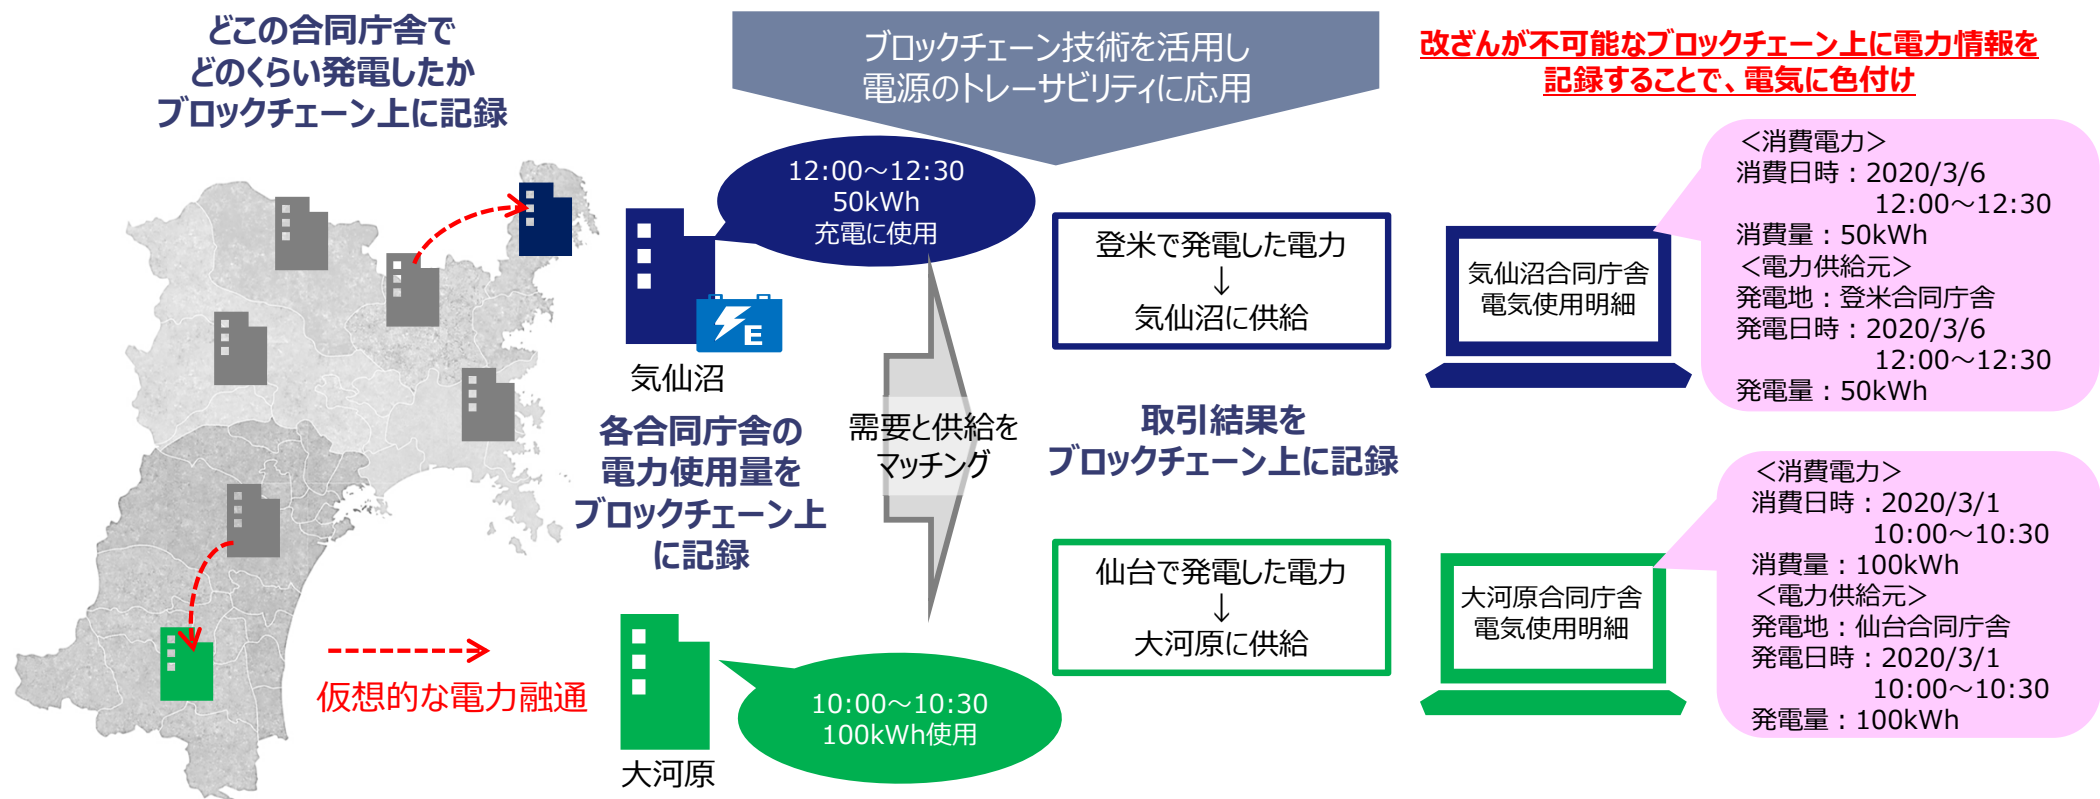 どこの合同庁舎で
どのくらい発電したか
ブロックチェーン上に記録
ブロックチェーン技術を活用し
電源のトレーサビリティに応用
改ざんが不可能なブロックチェーン上に電力情報を
記録することで、電気に色付け
12:00～12:30
50kWh
充電に使用
E
気仙沼
各合同庁舎の
電力使用量を
ブロックチェーン上
に記録
仮想的な電力融通
大河原
10:00～10:30
100kWh使用
需要と供給を
マッチング
登米で発電した電力
↓
気仙沼に供給
取引結果を
ブロックチェーン上に記録
仙台で発電した電力
↓
大河原に供給
気仙沼合同庁舎
電気使用明細
＜消費電力＞
消費日時：2020/3/6
12:00～12:30
消費量：50kWh
＜電力供給元＞
発電地：登米合同庁舎
発電日時：2020/3/6
12:00～12:30
発電量：50kWh
大河原合同庁舎
電気使用明細
＜消費電力＞
消費日時：2020/3/1
10:00～10:30
消費量：100kWh
＜電力供給元＞
発電地：仙台合同庁舎
発電日時：2020/3/1
10:00～10:30
発電量：100kWh